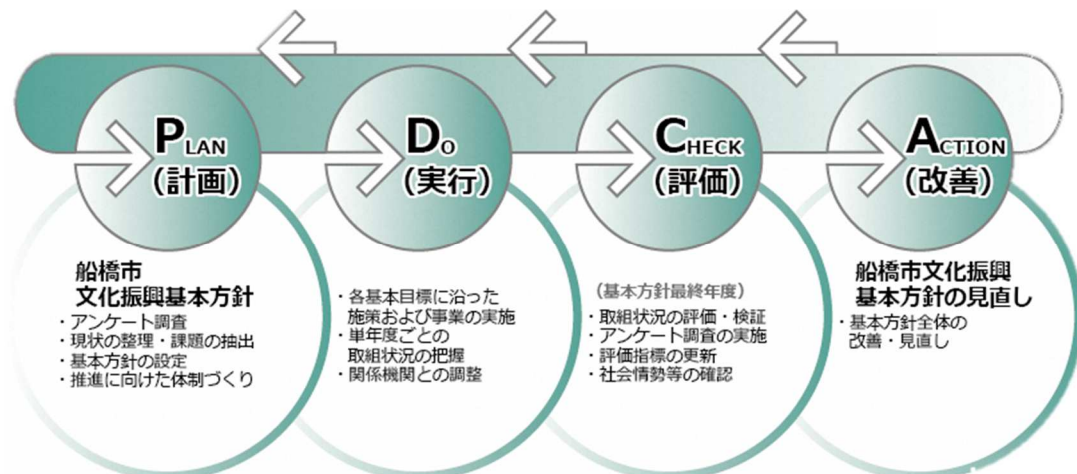 PLAN
(計画)
船橋市
文化振興基本方針
・アンケート調査
・現状の整理・課題の抽出
・基本方針の設定
・推進に向けた体制づくり
DO
(実行)
・各基本目標に沿った
施策および事業の実施
・単年度ごとの
取組状況の把握
・関係機関との調整
CHECK
(評価)
(基本方針最終年度)
・取組状況の評価・検証
アンケート調査の実施
・評価指標の更新
・社会情勢等の確認
ACTION
(改善)
船橋市文化振興
基本方針の見直し
・基本方針全体の
改善・見直し